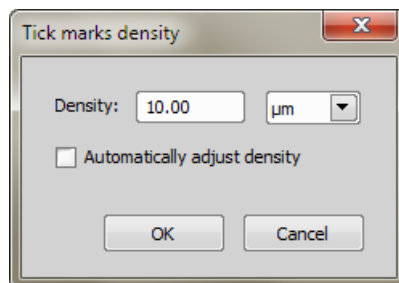 Tick marks density
Density: 10.00 µm
Automatically adjust density
OK Cancel